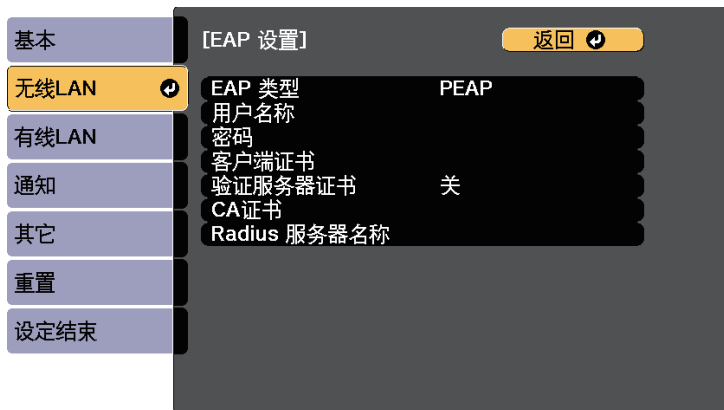 基本
无线LAN
有线LAN
通知
其它
重置
设定结束
[EAP 设置]
返回
EAP 类型 PEAP
用户名称
密码
客户端证书
验证服务器证书 关
CA证书
Radius 服务器名称